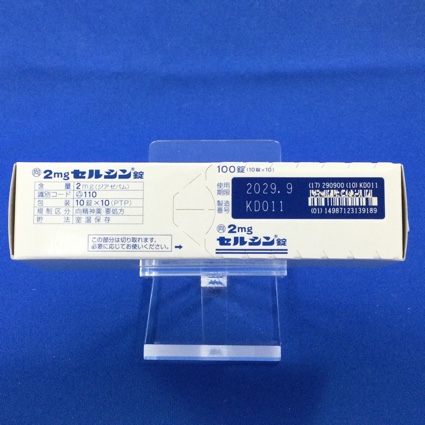 向 2mg セルシン®錠
含量 2mg(ジアゼパム)
識別コード 110
包装 10錠×10(PTP)
規制区分 向精神薬 要処方
貯法 室温保存
この部分は切り取れます。
必要に応じてお使いください。
100錠(10錠×10)
使用期限 2029.9
製造番号 KD011
(17) 290900 (10) KD011
(01) 14987123139189
向 2mg
セルシン®錠